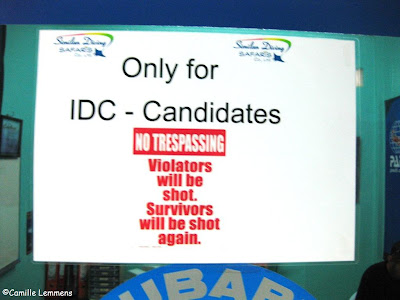 Similan Diving
SAFARIS
Similan Diving
SAFARIS
Only for
IDC - Candidates
NO TRESPASSING
Violators
will be
shot.
Survivors
will be shot
again.
©Camille Lemmens